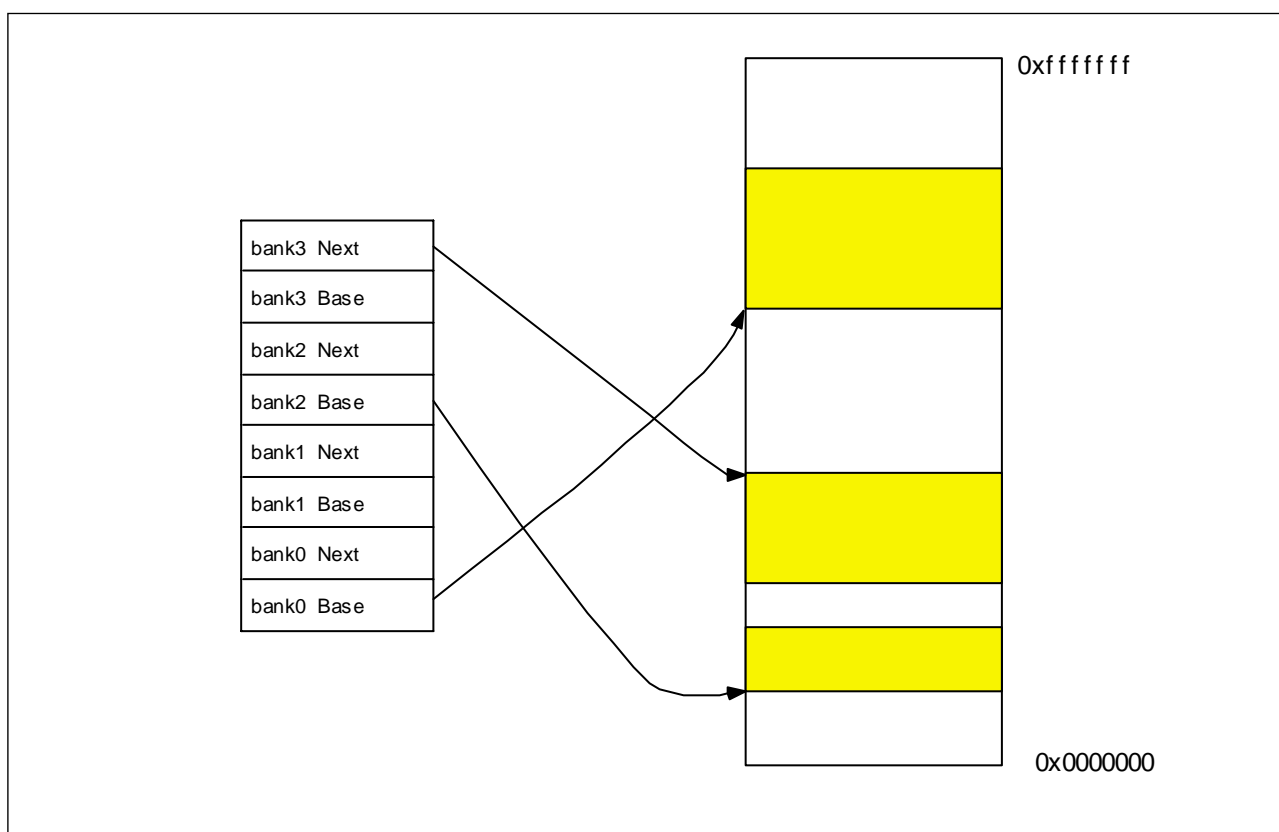 0xfffffff
bank3 Next
bank3 Base
bank2 Next
bank2 Base
bank1 Next
bank1 Base
bank0 Next
bank0 Base
0x0000000